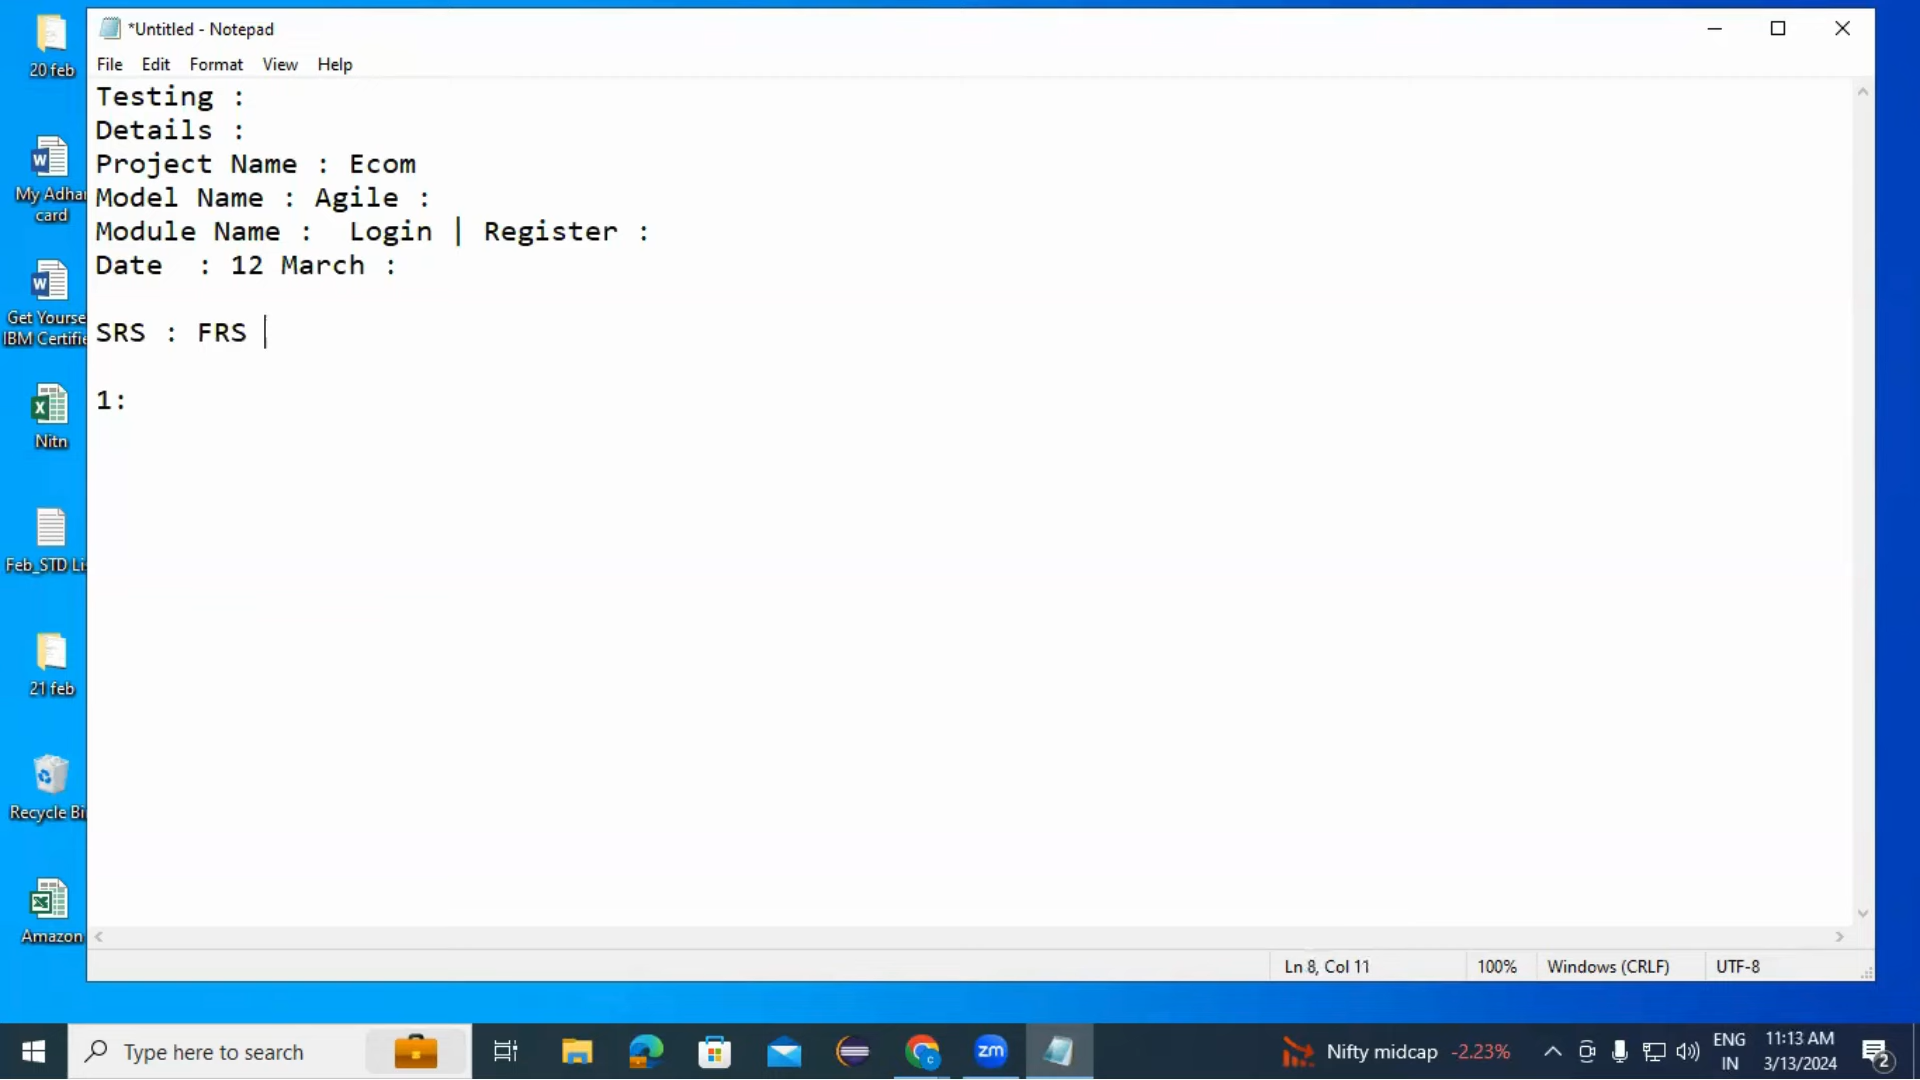 20 feb
My Adha
card
Get Yourse
IBM Certifi
Nitn
Feb_STD Li
21 feb
Recycle Bi
Amazon
*Untitled - Notepad
File Edit Format View Help
Testing :
Details :
Project Name : Ecom
Model Name : Agile :
Module Name :  Login | Register :
Date  : 12 March :
SRS : FRS
1:
Ln 8, Col 11
100%
Windows (CRLF)
UTF-8
Type here to search
zm
Nifty midcap -2.23%
ENG
IN
11:13 AM
3/13/2024
2